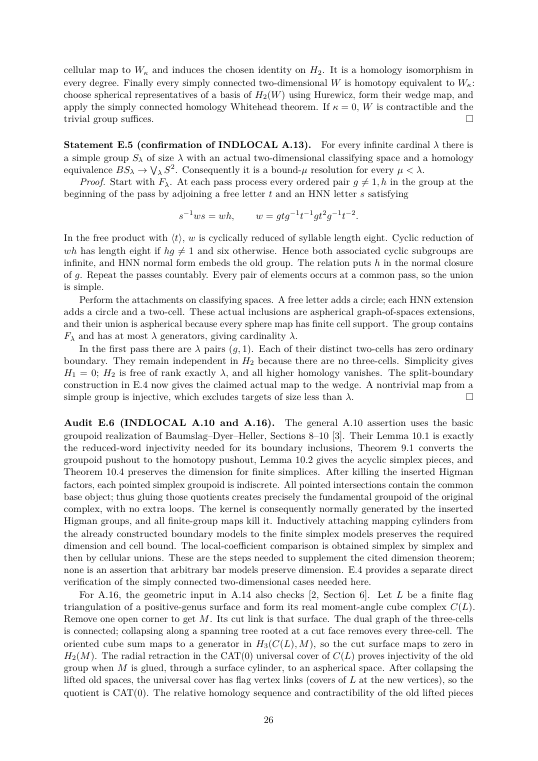 cellular map to W_κ and induces the chosen identity on H_2. It is a homology isomorphism in
every degree. Finally every simply connected two-dimensional W is homotopy equivalent to W_κ:
choose spherical representatives of a basis of H_2(W) using Hurewicz, form their wedge map, and
apply the simply connected homology Whitehead theorem. If κ = 0, W is contractible and the
trivial group suffices. □
Statement E.5 (confirmation of INDLOCAL A.13). For every infinite cardinal λ there is
a simple group S_λ of size λ with an actual two-dimensional classifying space and a homology
equivalence BS_λ → ⋁_λ S^2. Consequently it is a bound-μ resolution for every μ < λ.
Proof. Start with F_λ. At each pass process every ordered pair g ≠ 1, h in the group at the
beginning of the pass by adjoining a free letter t and an HNN letter s satisfying
s^{-1}ws = wh, w = gtg^{-1}t^{-1}gt^2g^{-1}t^{-2}.
In the free product with ⟨t⟩, w is cyclically reduced of syllable length eight. Cyclic reduction of
wh has length eight if hg ≠ 1 and six otherwise. Hence both associated cyclic subgroups are
infinite, and HNN normal form embeds the old group. The relation puts h in the normal closure
of g. Repeat the passes countably. Every pair of elements occurs at a common pass, so the union
is simple.
Perform the attachments on classifying spaces. A free letter adds a circle; each HNN extension
adds a circle and a two-cell. These actual inclusions are aspherical graph-of-spaces extensions,
and their union is aspherical because every sphere map has finite cell support. The group contains
F_λ and has at most λ generators, giving cardinality λ.
In the first pass there are λ pairs (g, 1). Each of their distinct two-cells has zero ordinary
boundary. They remain independent in H_2 because there are no three-cells. Simplicity gives
H_1 = 0; H_2 is free of rank exactly λ, and all higher homology vanishes. The split-boundary
construction in E.4 now gives the claimed actual map to the wedge. A nontrivial map from a
simple group is injective, which excludes targets of size less than λ. □
Audit E.6 (INDLOCAL A.10 and A.16). The general A.10 assertion uses the basic
groupoid realization of Baumslag–Dyer–Heller, Sections 8–10 [3]. Their Lemma 10.1 is exactly
the reduced-word injectivity needed for its boundary inclusions, Theorem 9.1 converts the
groupoid pushout to the homotopy pushout, Lemma 10.2 gives the acyclic simplex pieces, and
Theorem 10.4 preserves the dimension for finite simplices. After killing the inserted Higman
factors, each pointed simplex groupoid is indiscrete. All pointed intersections contain the common
base object; thus gluing those quotients creates precisely the fundamental groupoid of the original
complex, with no extra loops. The kernel is consequently normally generated by the inserted
Higman groups, and all finite-group maps kill it. Inductively attaching mapping cylinders from
the already constructed boundary models to the finite simplex models preserves the required
dimension and cell bound. The local-coefficient comparison is obtained simplex by simplex and
then by cellular unions. These are the steps needed to supplement the cited dimension theorem;
none is an assertion that arbitrary bar models preserve dimension. E.4 provides a separate direct
verification of the simply connected two-dimensional cases needed here.
For A.16, the geometric input in A.14 also checks [2, Section 6]. Let L be a finite flag
triangulation of a positive-genus surface and form its real moment-angle cube complex C(L).
Remove one open corner to get M. Its cut link is that surface. The dual graph of the three-cells
is connected; collapsing along a spanning tree rooted at a cut face removes every three-cell. The
oriented cube sum maps to a generator in H_3(C(L), M), so the cut surface maps to zero in
H_2(M). The radial retraction in the CAT(0) universal cover of C(L) proves injectivity of the old
group when M is glued, through a surface cylinder, to an aspherical space. After collapsing the
lifted old spaces, the universal cover has flag vertex links (covers of L at the new vertices), so the
quotient is CAT(0). The relative homology sequence and contractibility of the old lifted pieces
26